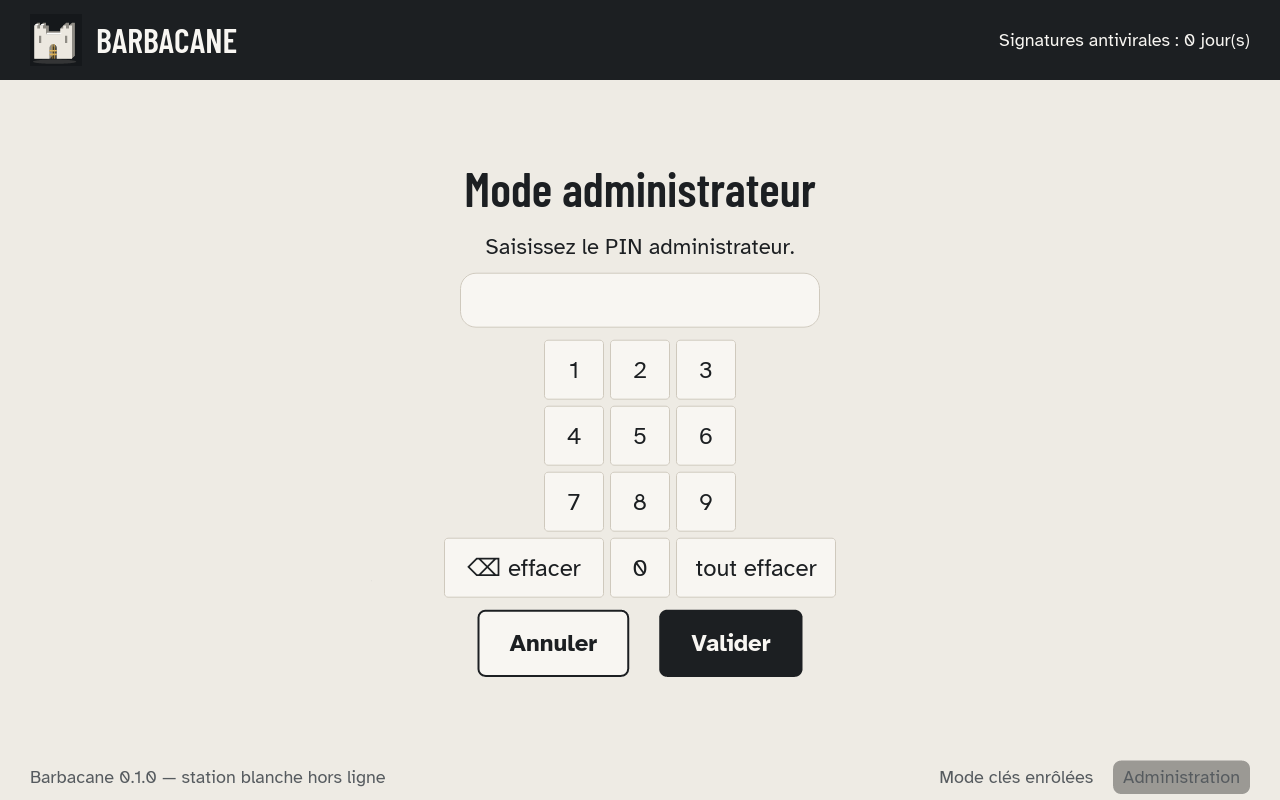 BARBACANE
Signatures antivirales : 0 jour(s)
Mode administrateur
Saisissez le PIN administrateur.
1 2 3
4 5 6
7 8 9
⌫ effacer 0 tout effacer
Annuler Valider
Barbacane 0.1.0 — station blanche hors ligne
Mode clés enrôlées Administration